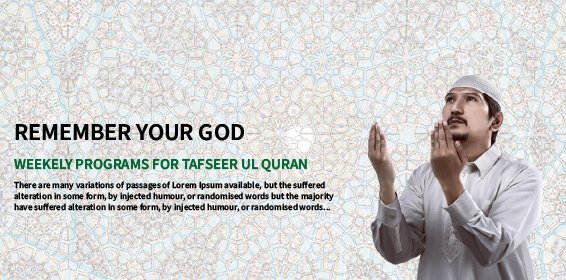 REMEMBER YOUR GOD
WEEKELY PROGRAMS FOR TAFSEER UL QURAN
There are many variations of passages of Lorem Ipsum available, but the suffered
alteration in some form, by injected humour, or randomised words but the majority
have suffered alteration in some form, by injected humour, or randomised words...